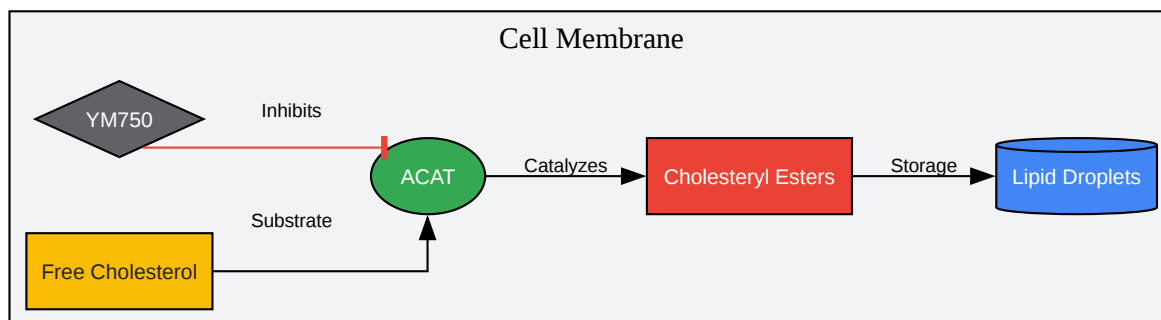 Cell Membrane
YM750
Inhibits
ACAT
Catalyzes
Cholesteryl Esters
Storage
Lipid Droplets
Substrate
Free Cholesterol